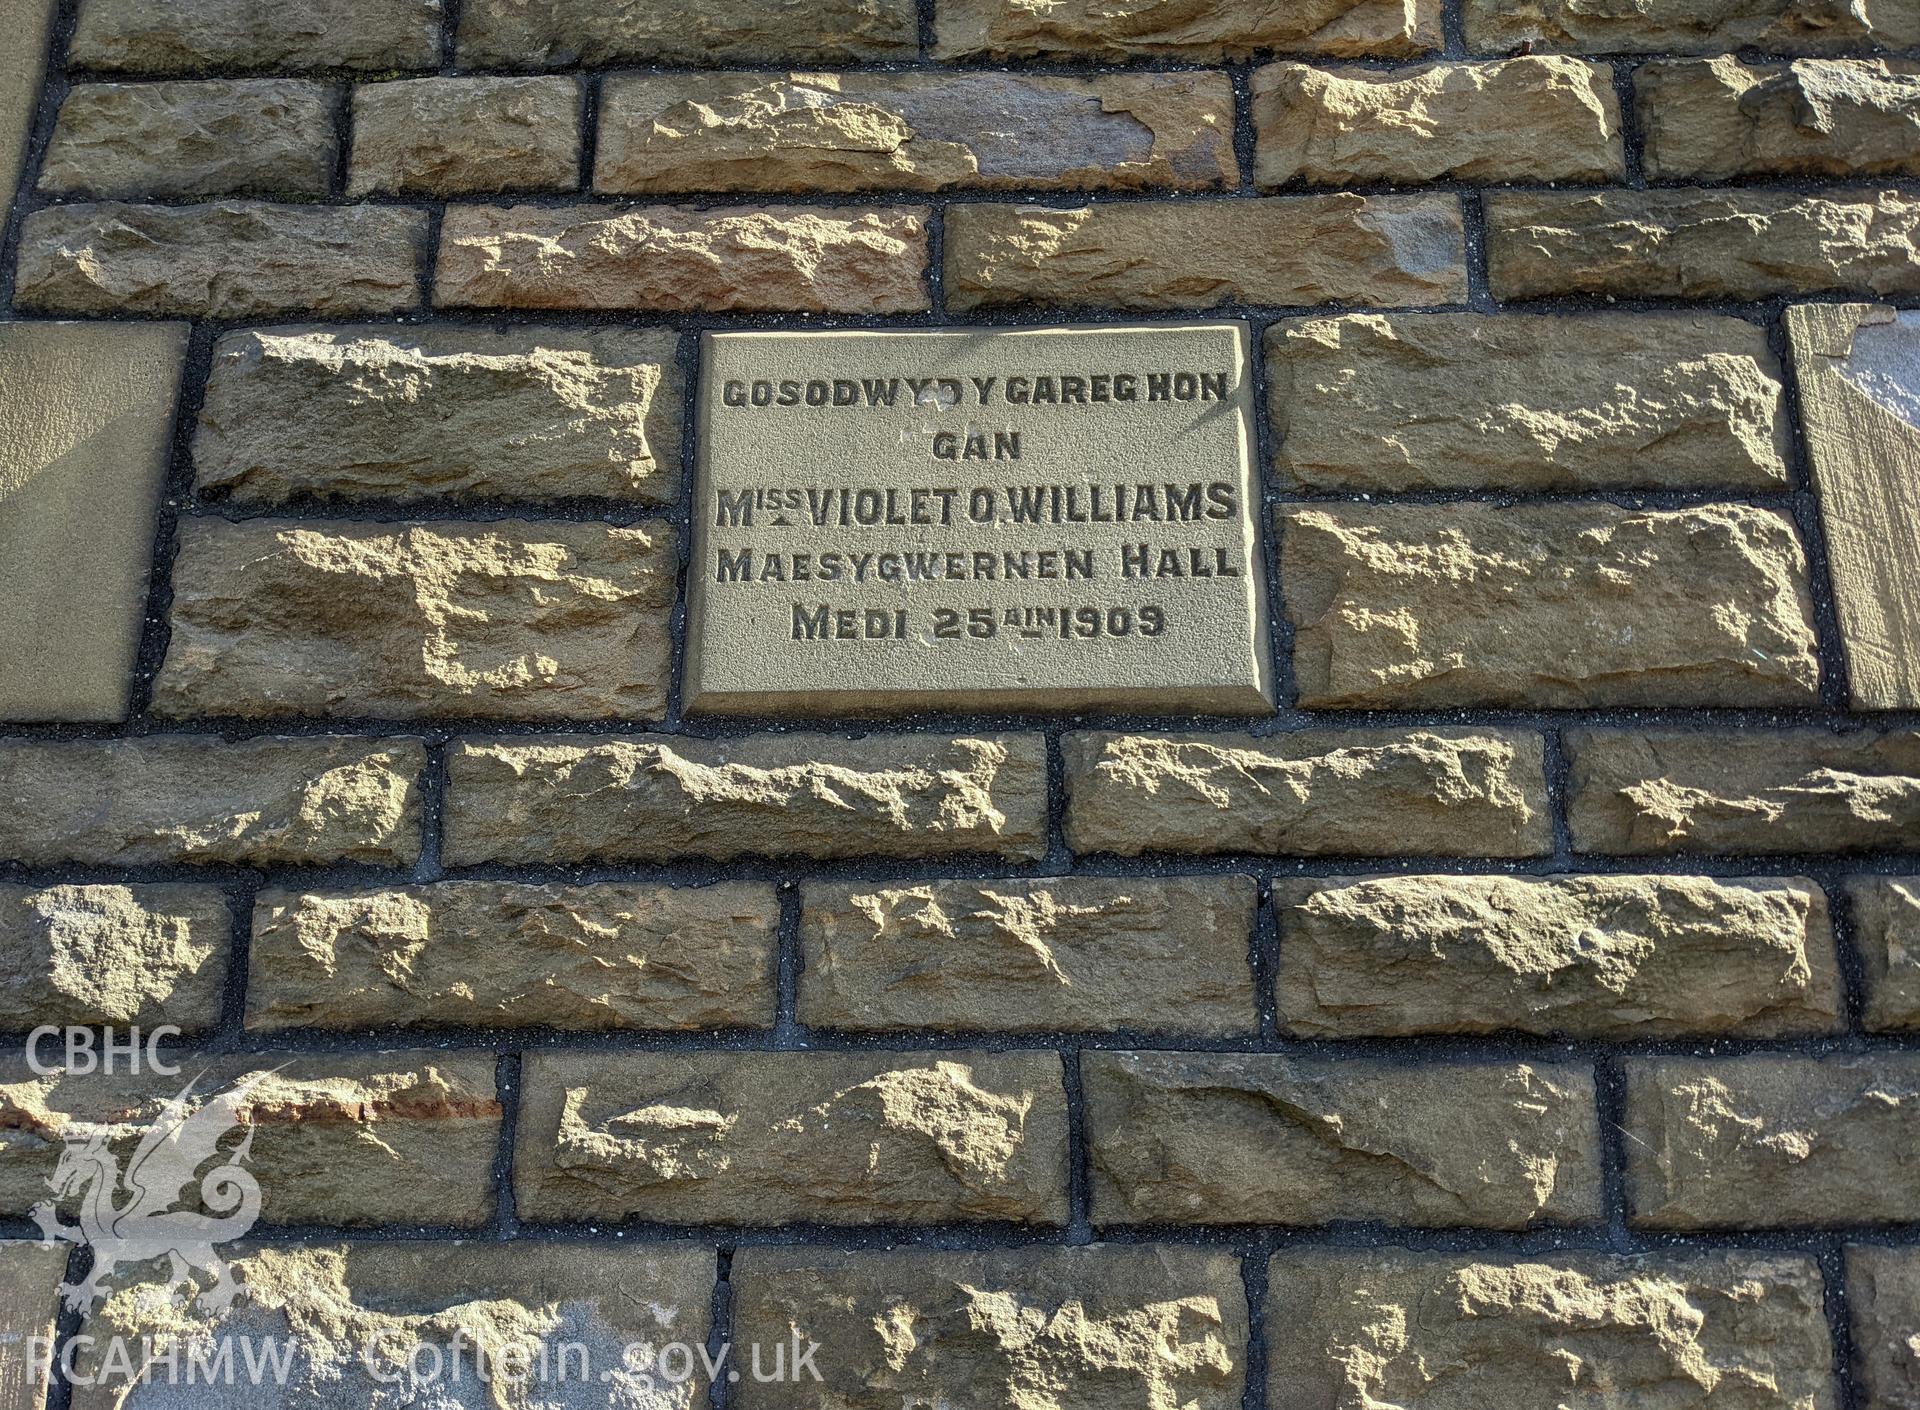 GOSODWYD Y GAREG HON
GAN
MISS VIOLET O. WILLIAMS
MAESYGWERNEN HALL
MEDI 25AIN 1909
CBHC
RCAHMW Coflein.gov.uk